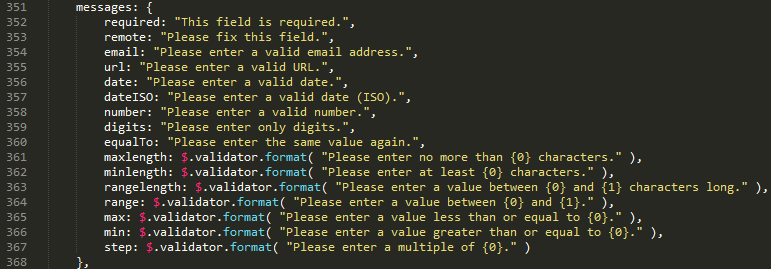 351 messages: {
352 required: "This field is required.",
353 remote: "Please fix this field.",
354 email: "Please enter a valid email address.",
355 url: "Please enter a valid URL.",
356 date: "Please enter a valid date.",
357 dateISO: "Please enter a valid date (ISO).",
358 number: "Please enter a valid number.",
359 digits: "Please enter only digits.",
360 equalTo: "Please enter the same value again.",
361 maxlength: $.validator.format( "Please enter no more than {0} characters." ),
362 minlength: $.validator.format( "Please enter at least {0} characters." ),
363 rangelength: $.validator.format( "Please enter a value between {0} and {1} characters long." ),
364 range: $.validator.format( "Please enter a value between {0} and {1}." ),
365 max: $.validator.format( "Please enter a value less than or equal to {0}." ),
366 min: $.validator.format( "Please enter a value greater than or equal to {0}." ),
367 step: $.validator.format( "Please enter a multiple of {0}." )
368 },